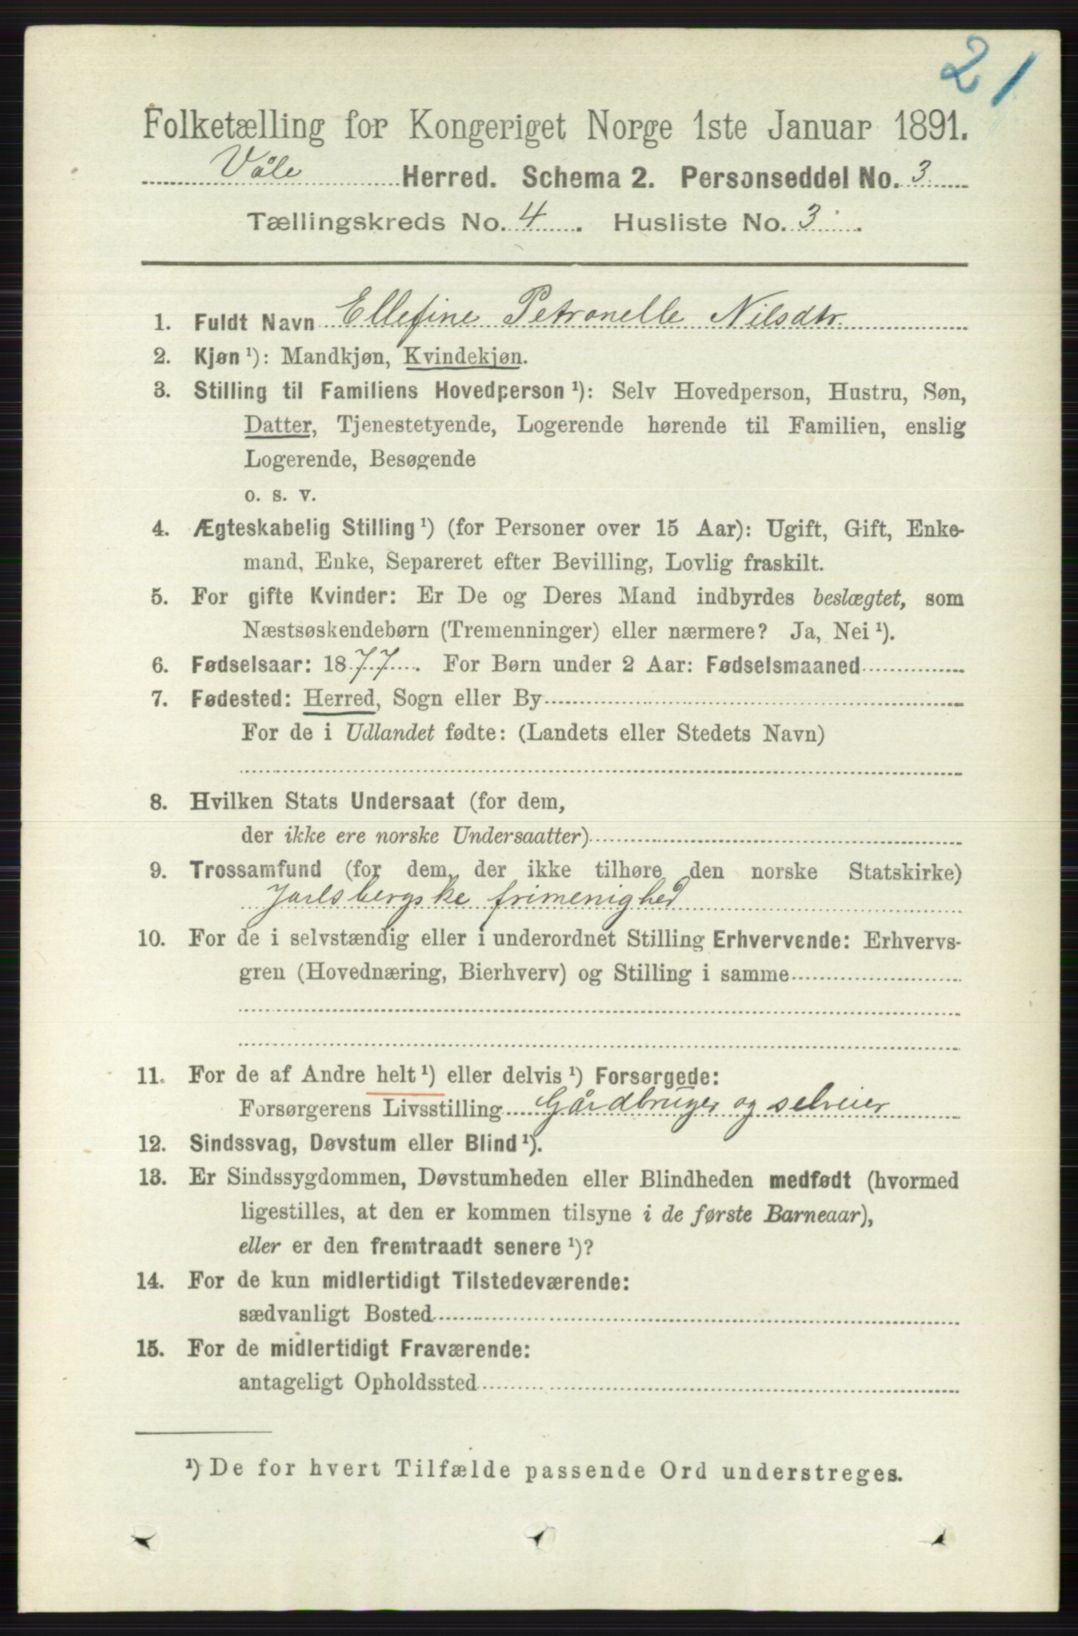 21
Folketælling for Kongeriget Norge 1ste Januar 1891.
Våle Herred. Schema 2. Personseddel No. 3
Tællingskreds No. 4. Husliste No. 3.
1. Fuldt Navn Ellefine Petronelle Nilsdtr.
2. Kjøn ¹): Mandkjøn, Kvindekjøn.
3. Stilling til Familiens Hovedperson ¹): Selv Hovedperson, Hustru, Søn,
Datter, Tjenestetyende, Logerende hørende til Familien, enslig
Logerende, Besøgende
o. s. v.
4. Ægteskabelig Stilling ¹) (for Personer over 15 Aar): Ugift, Gift, Enke-
mand, Enke, Separeret efter Bevilling, Lovlig fraskilt.
5. For gifte Kvinder: Er De og Deres Mand indbyrdes beslægtet, som
Næstsøskendebørn (Tremenninger) eller nærmere? Ja, Nei ¹).
6. Fødselsaar: 1877. For Børn under 2 Aar: Fødselsmaaned
7. Fødested: Herred, Sogn eller By
For de i Udlandet fødte: (Landets eller Stedets Navn)
8. Hvilken Stats Undersaat (for dem,
der ikke ere norske Undersaatter)
9. Trossamfund (for dem, der ikke tilhøre den norske Statskirke)
Jarlsbergske frimenighed
10. For de i selvstændig eller i underordnet Stilling Erhvervende: Erhvervs-
gren (Hovednæring, Bierhverv) og Stilling i samme
11. For de af Andre helt ¹) eller delvis ¹) Forsørgede:
Forsørgerens Livsstilling Gårdbruger og selveier
12. Sindssvag, Døvstum eller Blind ¹).
13. Er Sindssygdommen, Døvstumheden eller Blindheden medfødt (hvormed
ligestilles, at den er kommen tilsyne i de første Barneaar),
eller er den fremtraadt senere ¹)?
14. For de kun midlertidigt Tilstedeværende:
sædvanligt Bosted
15. For de midlertidigt Fraværende:
antageligt Opholdssted
¹) De for hvert Tilfælde passende Ord understreges.